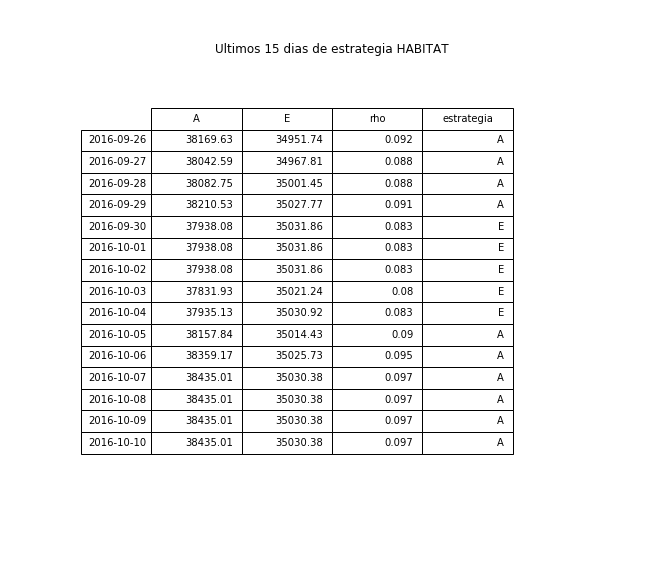 Ultimos 15 dias de estrategia HABITAT
A E rho estrategia
2016-09-26 38169.63 34951.74 0.092 A
2016-09-27 38042.59 34967.81 0.088 A
2016-09-28 38082.75 35001.45 0.088 A
2016-09-29 38210.53 35027.77 0.091 A
2016-09-30 37938.08 35031.86 0.083 E
2016-10-01 37938.08 35031.86 0.083 E
2016-10-02 37938.08 35031.86 0.083 E
2016-10-03 37831.93 35021.24 0.08 E
2016-10-04 37935.13 35030.92 0.083 E
2016-10-05 38157.84 35014.43 0.09 A
2016-10-06 38359.17 35025.73 0.095 A
2016-10-07 38435.01 35030.38 0.097 A
2016-10-08 38435.01 35030.38 0.097 A
2016-10-09 38435.01 35030.38 0.097 A
2016-10-10 38435.01 35030.38 0.097 A